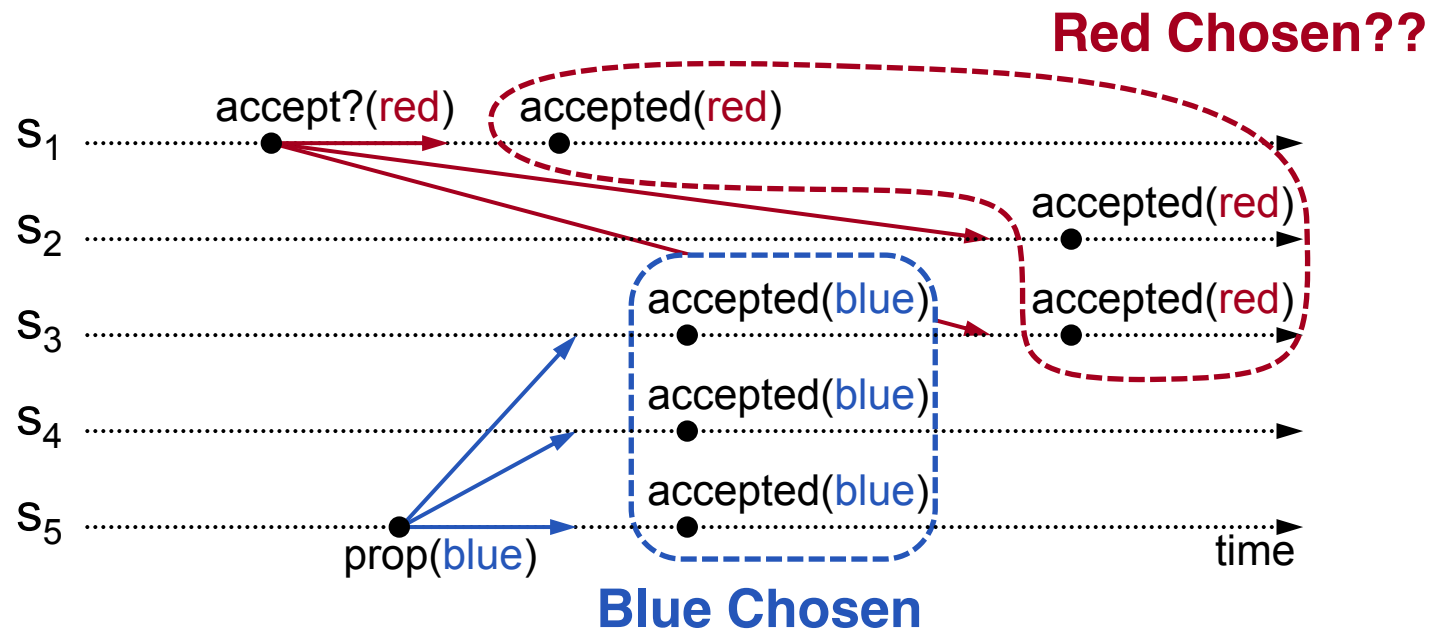 Red Chosen??
accept?(red)
accepted(red)
s1
accepted(red)
s2
accepted(blue)
accepted(red)
s3
accepted(blue)
s4
accepted(blue)
s5
prop(blue)
time
Blue Chosen